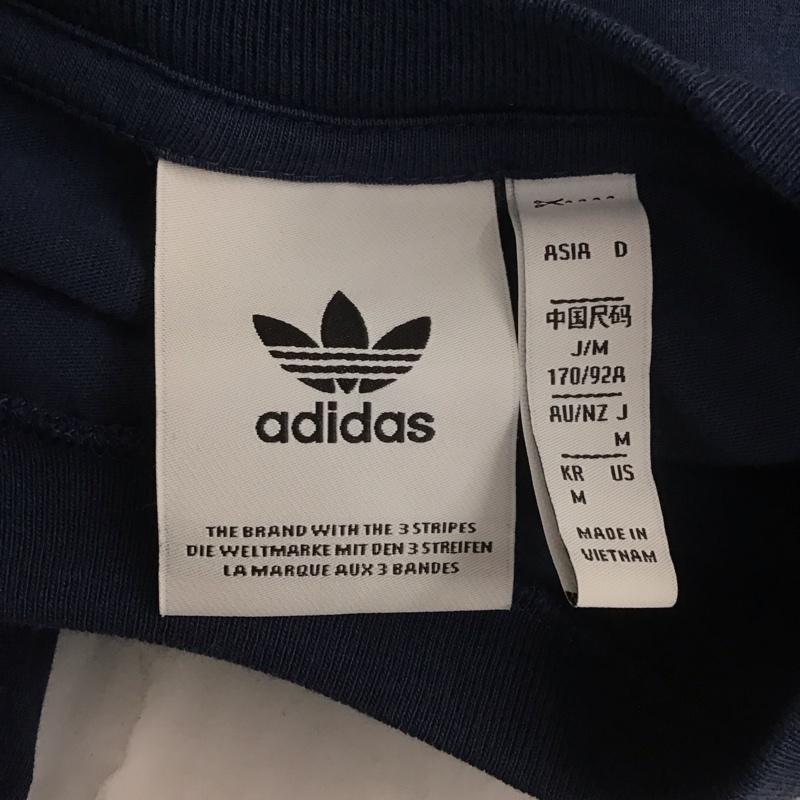 adidas
THE BRAND WITH THE 3 STRIPES
DIE WELTMARKE MIT DEN 3 STREIFEN
LA MARQUE AUX 3 BANDES
ASIA D
中国尺码
J/M
170/92A
AU/NZ J
M
KR US
M
MADE IN
VIETNAM